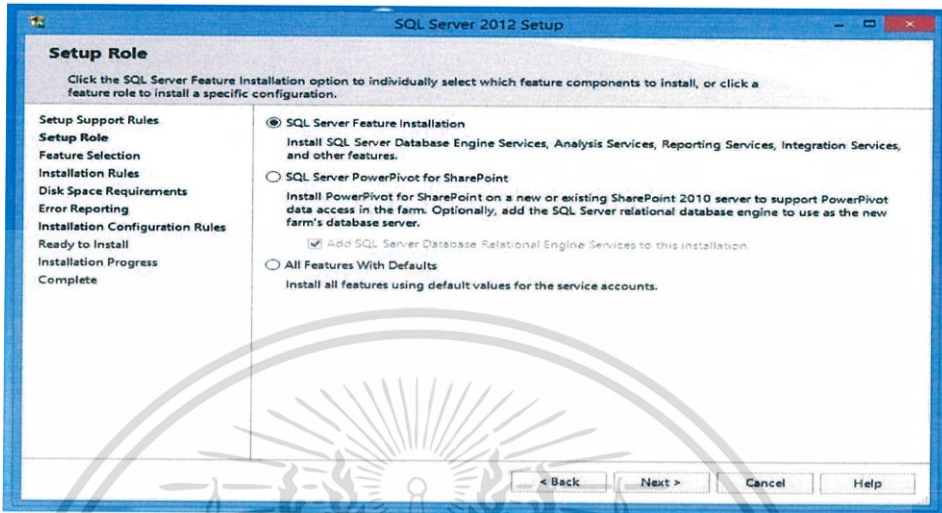 SQL Server 2012 Setup
Setup Role
Click the SQL Server Feature Installation option to individually select which feature components to install, or click a
feature role to install a specific configuration.
Setup Support Rules
Setup Role
Feature Selection
Installation Rules
Disk Space Requirements
Error Reporting
Installation Configuration Rules
Ready to Install
Installation Progress
Complete
SQL Server Feature Installation
Install SQL Server Database Engine Services, Analysis Services, Reporting Services, Integration Services,
and other features.
SQL Server PowerPivot for SharePoint
Install PowerPivot for SharePoint on a new or existing SharePoint 2010 server to support PowerPivot
data access in the farm. Optionally, add the SQL Server relational database engine to use as the new
farm's database server.
Add SQL Server Database Relational Engine Services to this installation.
All Features With Defaults
Install all features using default values for the service accounts.
< Back
Next >
Cancel
Help